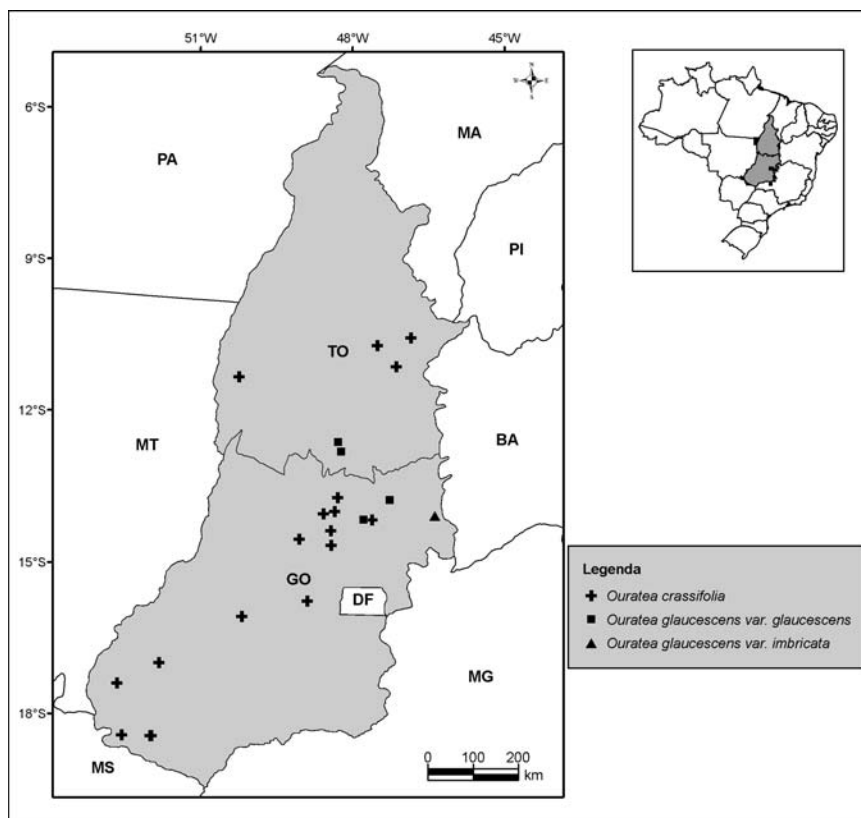 51°W 48°W 45°W
6°S
9°S
12°S
15°S
18°S
N
MA
PA
PI
TO
MT
BA
GO
DF
MG
MS
0 100 200
km
Legenda
Ouratea crassifolia
Ouratea glaucescens var. glaucescens
Ouratea glaucescens var. imbricata